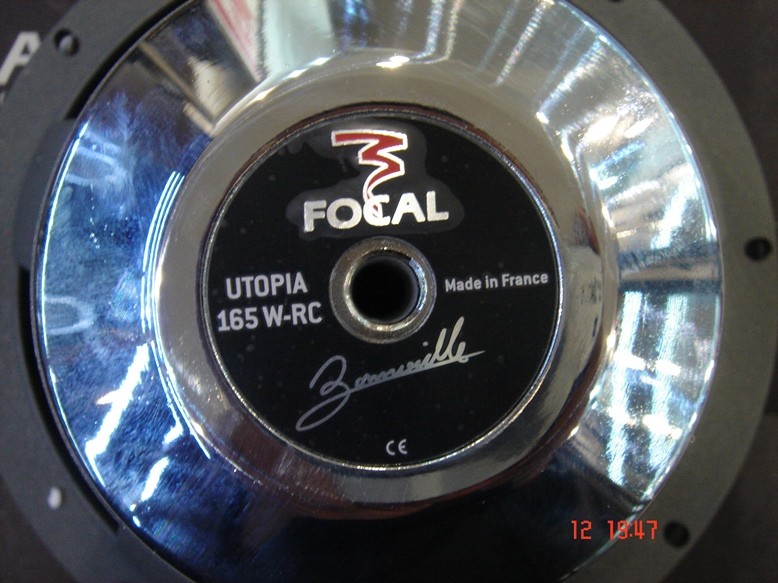 A
FOCAL
UTOPIA
165 W-RC
Made in France
CE
12 19:47